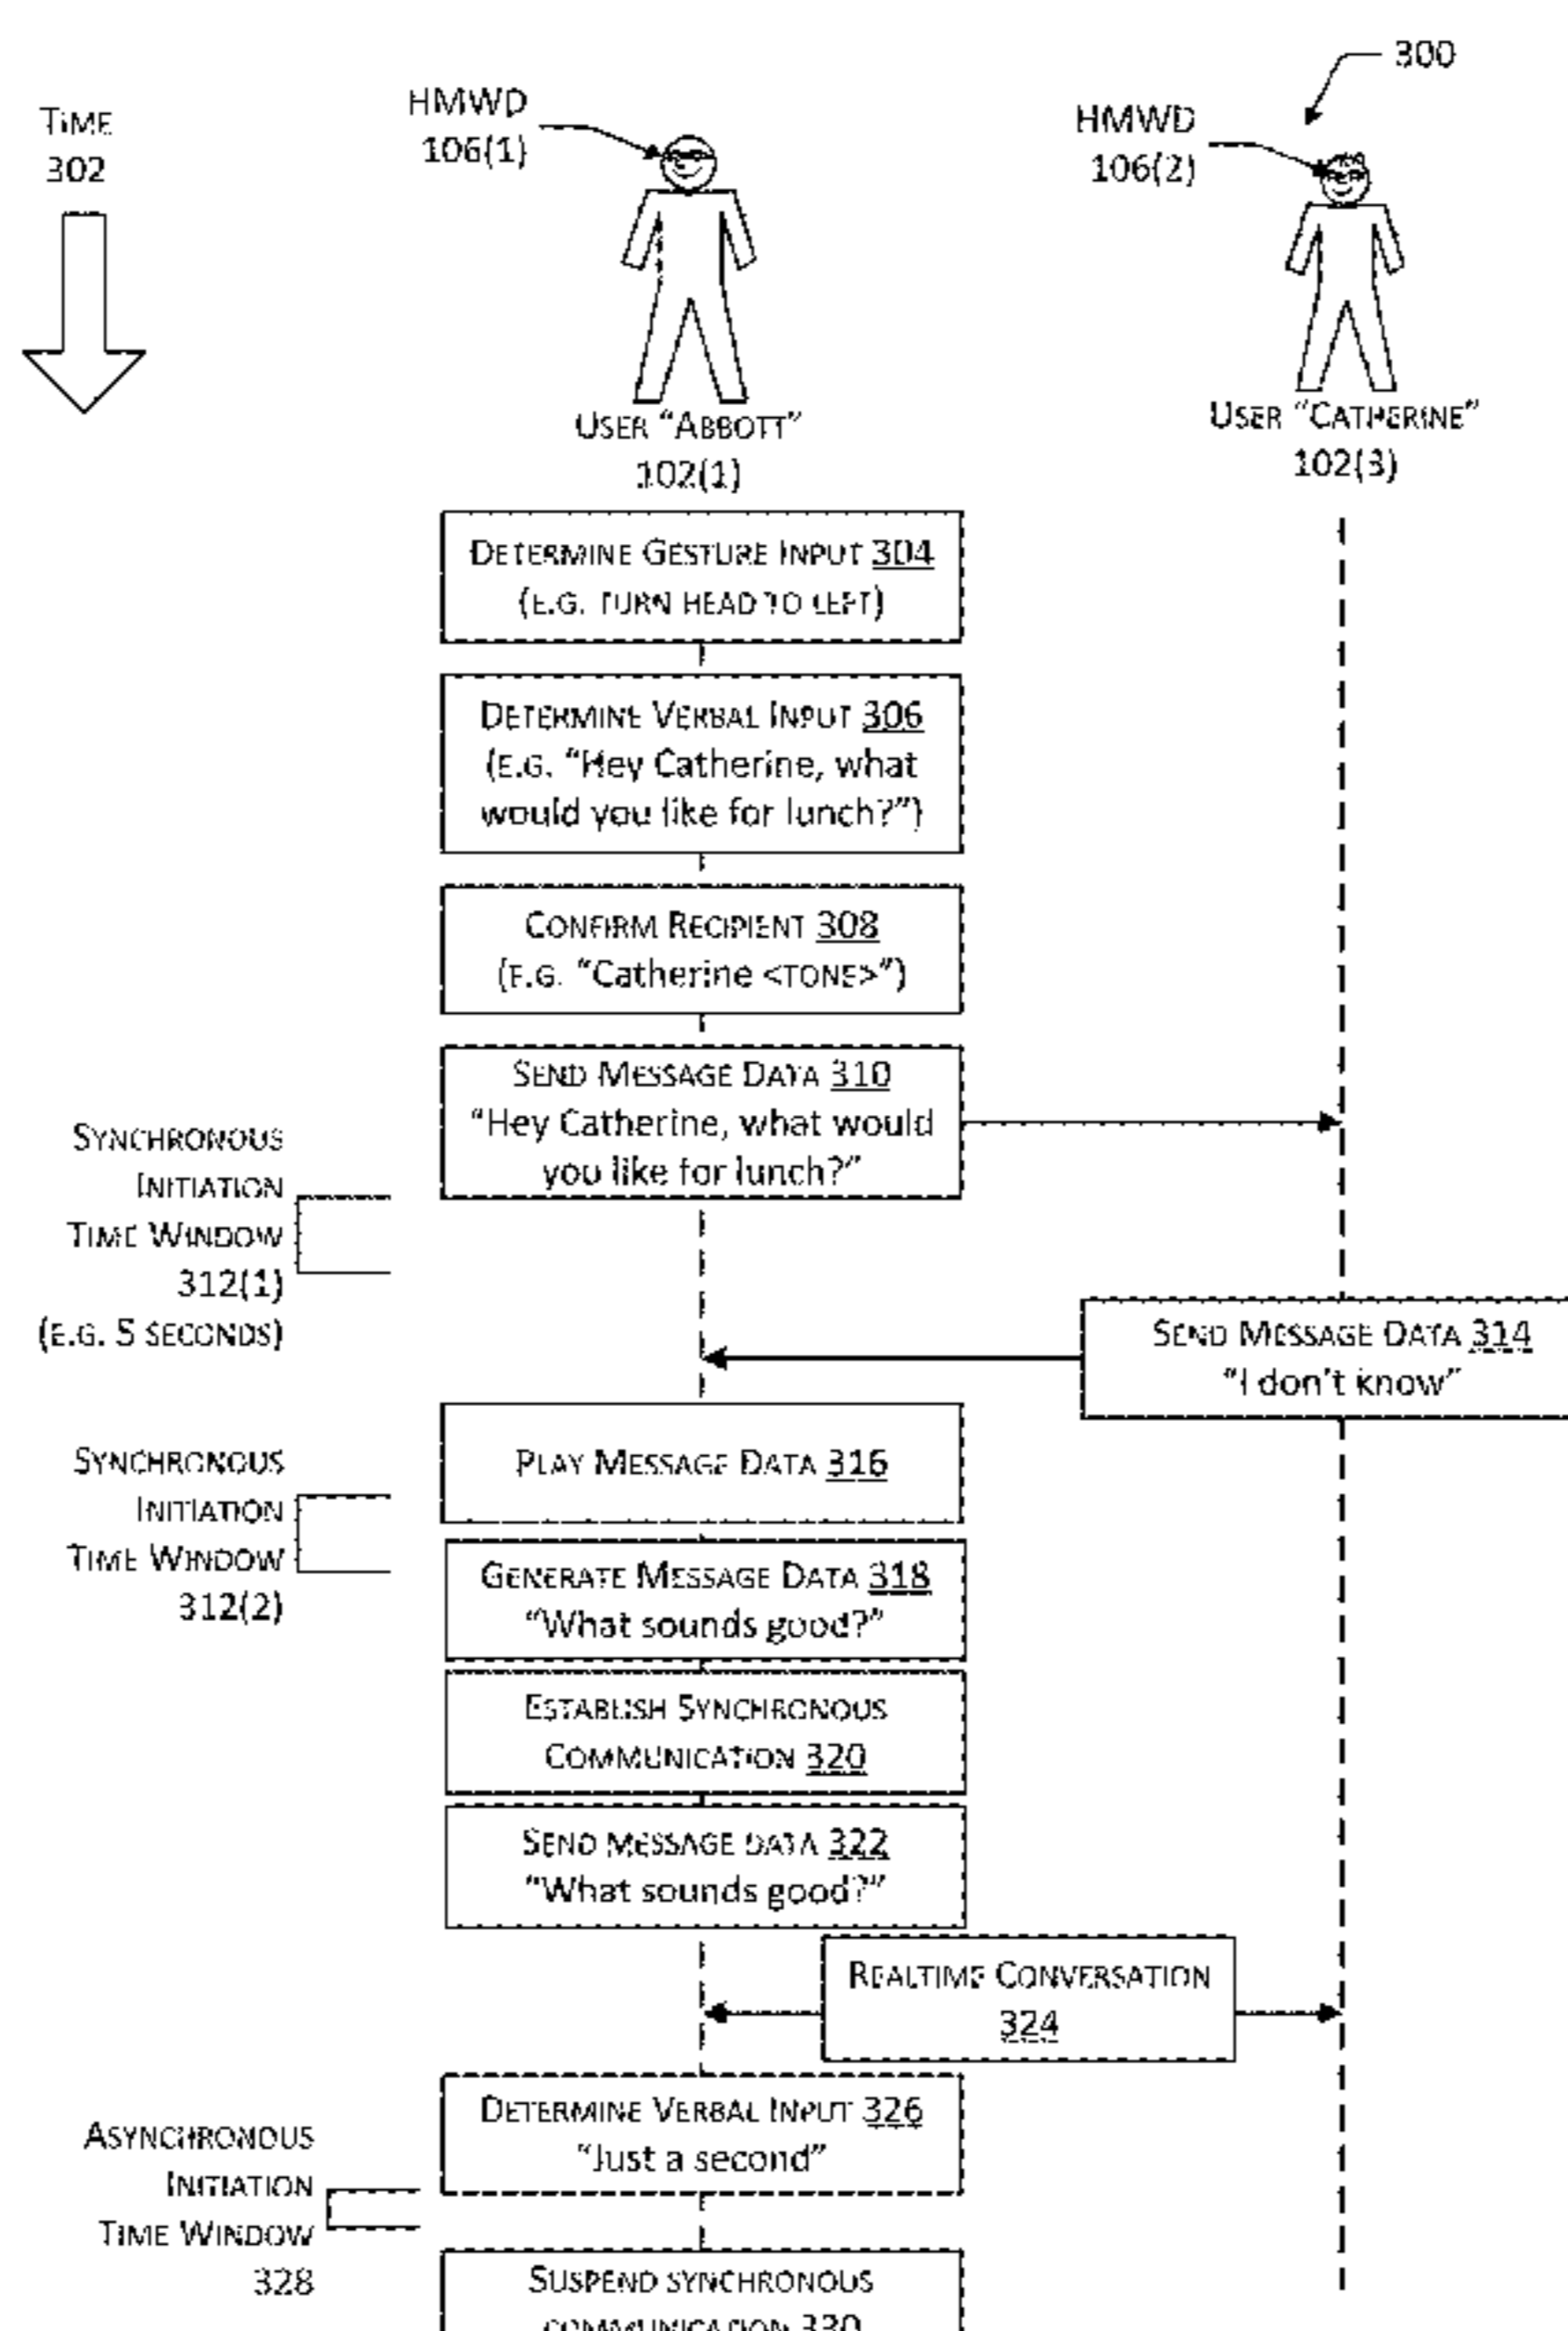 300
TIME
302
HMWD
106(1)
HMWD
106(2)
USER “ABBOTT”
102(1)
USER “CATHERINE”
102(3)
DETERMINE GESTURE INPUT 304
(E.G. TURN HEAD TO LEFT)
DETERMINE VERBAL INPUT 306
(E.G. “Hey Catherine, what
would you like for lunch?”)
CONFIRM RECIPIENT 308
(E.G. “Catherine <TONE>”)
SEND MESSAGE DATA 310
“Hey Catherine, what would
you like for lunch?”
SYNCHRONOUS
INITIATION
TIME WINDOW
312(1)
(E.G. 5 SECONDS)
SEND MESSAGE DATA 314
“I don’t know”
PLAY MESSAGE DATA 316
SYNCHRONOUS
INITIATION
TIME WINDOW
312(2)
GENERATE MESSAGE DATA 318
“What sounds good?”
ESTABLISH SYNCHRONOUS
COMMUNICATION 320
SEND MESSAGE DATA 322
“What sounds good?”
REALTIME CONVERSATION
324
DETERMINE VERBAL INPUT 326
“Just a second”
ASYNCHRONOUS
INITIATION
TIME WINDOW
328
SUSPEND SYNCHRONOUS
COMMUNICATION 330